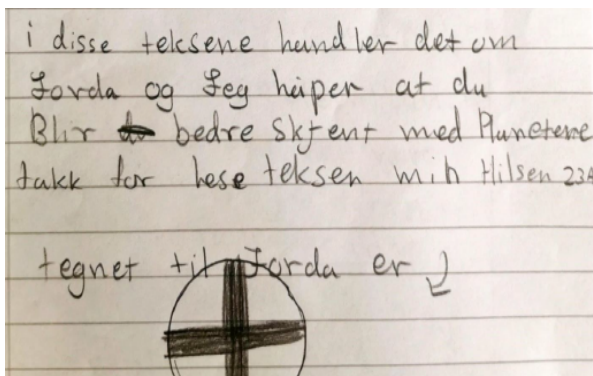 i disse teksene handler det om
Jorda og Jeg håper at du
Blir bedre Skjent med Planetene
takk for lese teksen min Hilsen 23A
tegnet til Jorda er